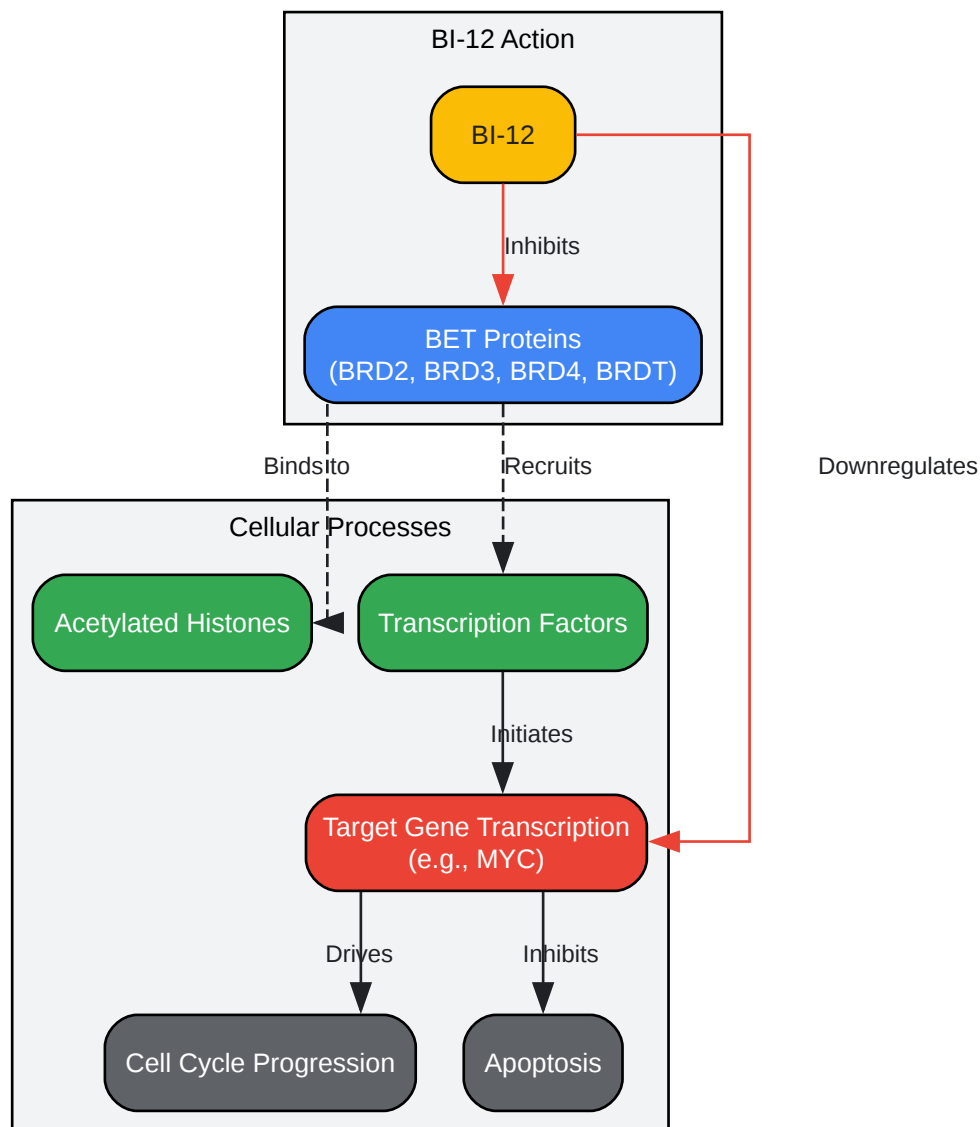 BI-12 Action
BI-12
Inhibits
BET Proteins
(BRD2, BRD3, BRD4, BRDT)
Binds to
Recruits
Downregulates
Cellular Processes
Acetylated Histones
Transcription Factors
Initiates
Target Gene Transcription
(e.g., MYC)
Drives
Inhibits
Cell Cycle Progression
Apoptosis